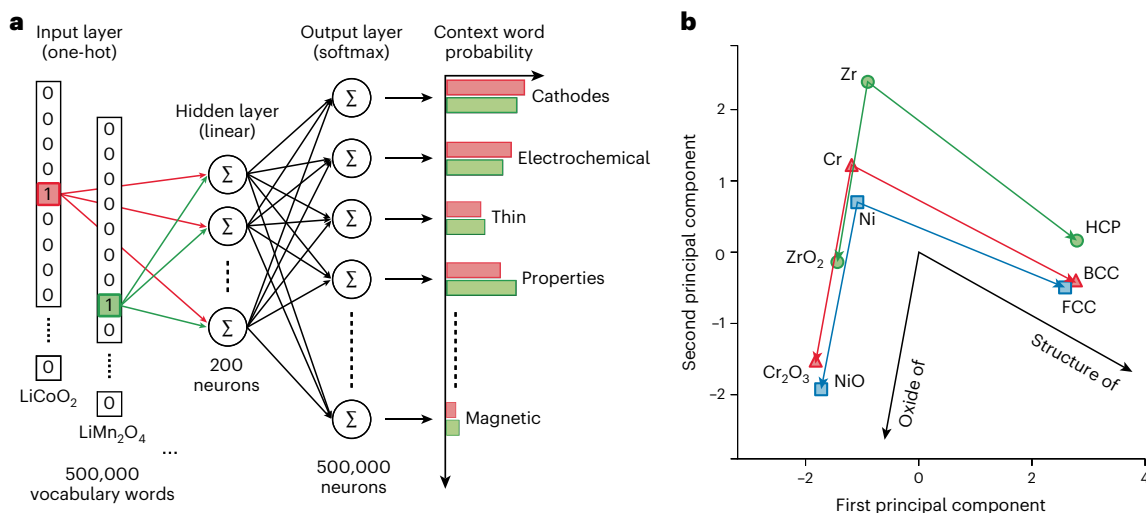 a
Input layer
(one-hot)
0
0
0
0
1
0
0
0
0
0
LiCoO₂
0
0
0
0
0
0
0
1
0
0
LiMn₂O₄
...
500,000
vocabulary words
Hidden layer
(linear)
Σ
Σ
Σ
200
neurons
Output layer
(softmax)
Σ
Σ
Σ
Σ
Σ
500,000
neurons
Context word
probability
Cathodes
Electrochemical
Thin
Properties
Magnetic
b
Second principal component
2
1
0
−1
−2
Zr
Cr
Ni
ZrO₂
HCP
BCC
FCC
Cr₂O₃
NiO
Oxide of
Structure of
−2
0
2
4
First principal component